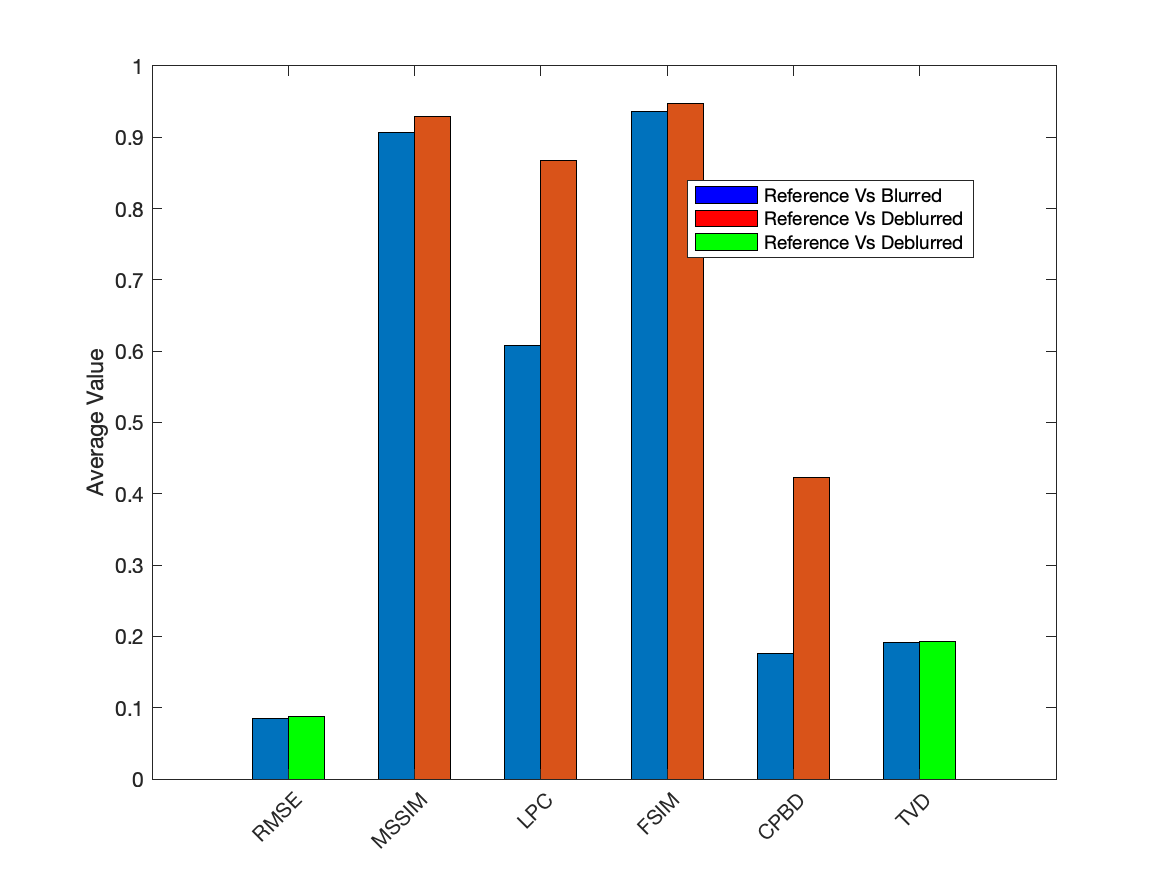 1
0.9
0.8
0.7
0.6
0.5
0.4
0.3
0.2
0.1
0
Average Value
Reference Vs Blurred
Reference Vs Deblurred
Reference Vs Deblurred
RMSE
MSSIM
LPC
FSIM
CPBD
TVD